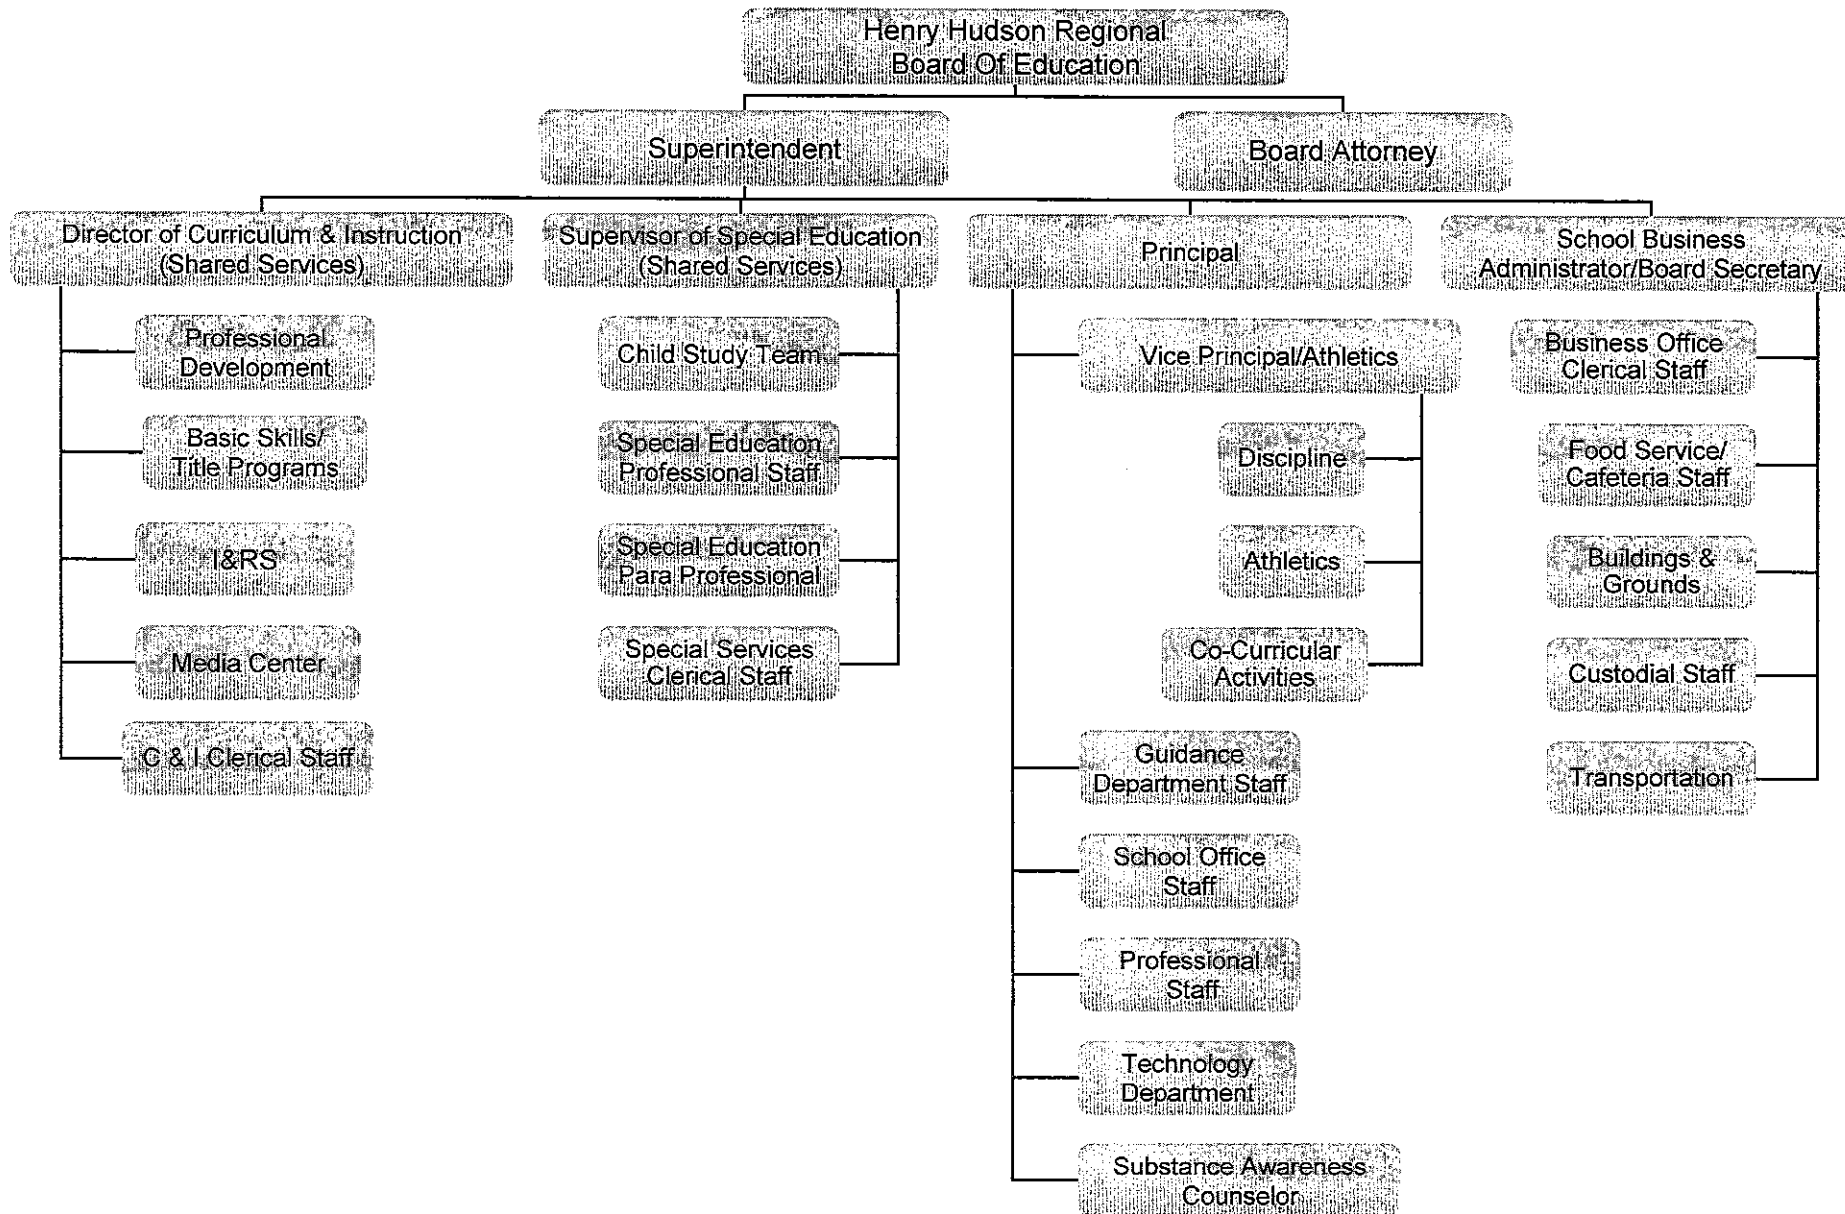 Henry Hudson Regional
Board Of Education
Superintendent
Board Attorney
Director of Curriculum & Instruction
(Shared Services)
Supervisor of Special Education
(Shared Services)
Principal
School Business
Administrator/Board Secretary
Professional
Development
Basic Skills/
Title Programs
I&RS
Media Center
C & I Clerical Staff
Child Study Team
Special Education
Professional Staff
Special Education
Para Professional
Special Services
Clerical Staff
Vice Principal/Athletics
Discipline
Athletics
Co-Curricular
Activities
Guidance
Department Staff
School Office
Staff
Professional
Staff
Technology
Department
Substance Awareness
Counselor
Business Office
Clerical Staff
Food Service/
Cafeteria Staff
Buildings &
Grounds
Custodial Staff
Transportation